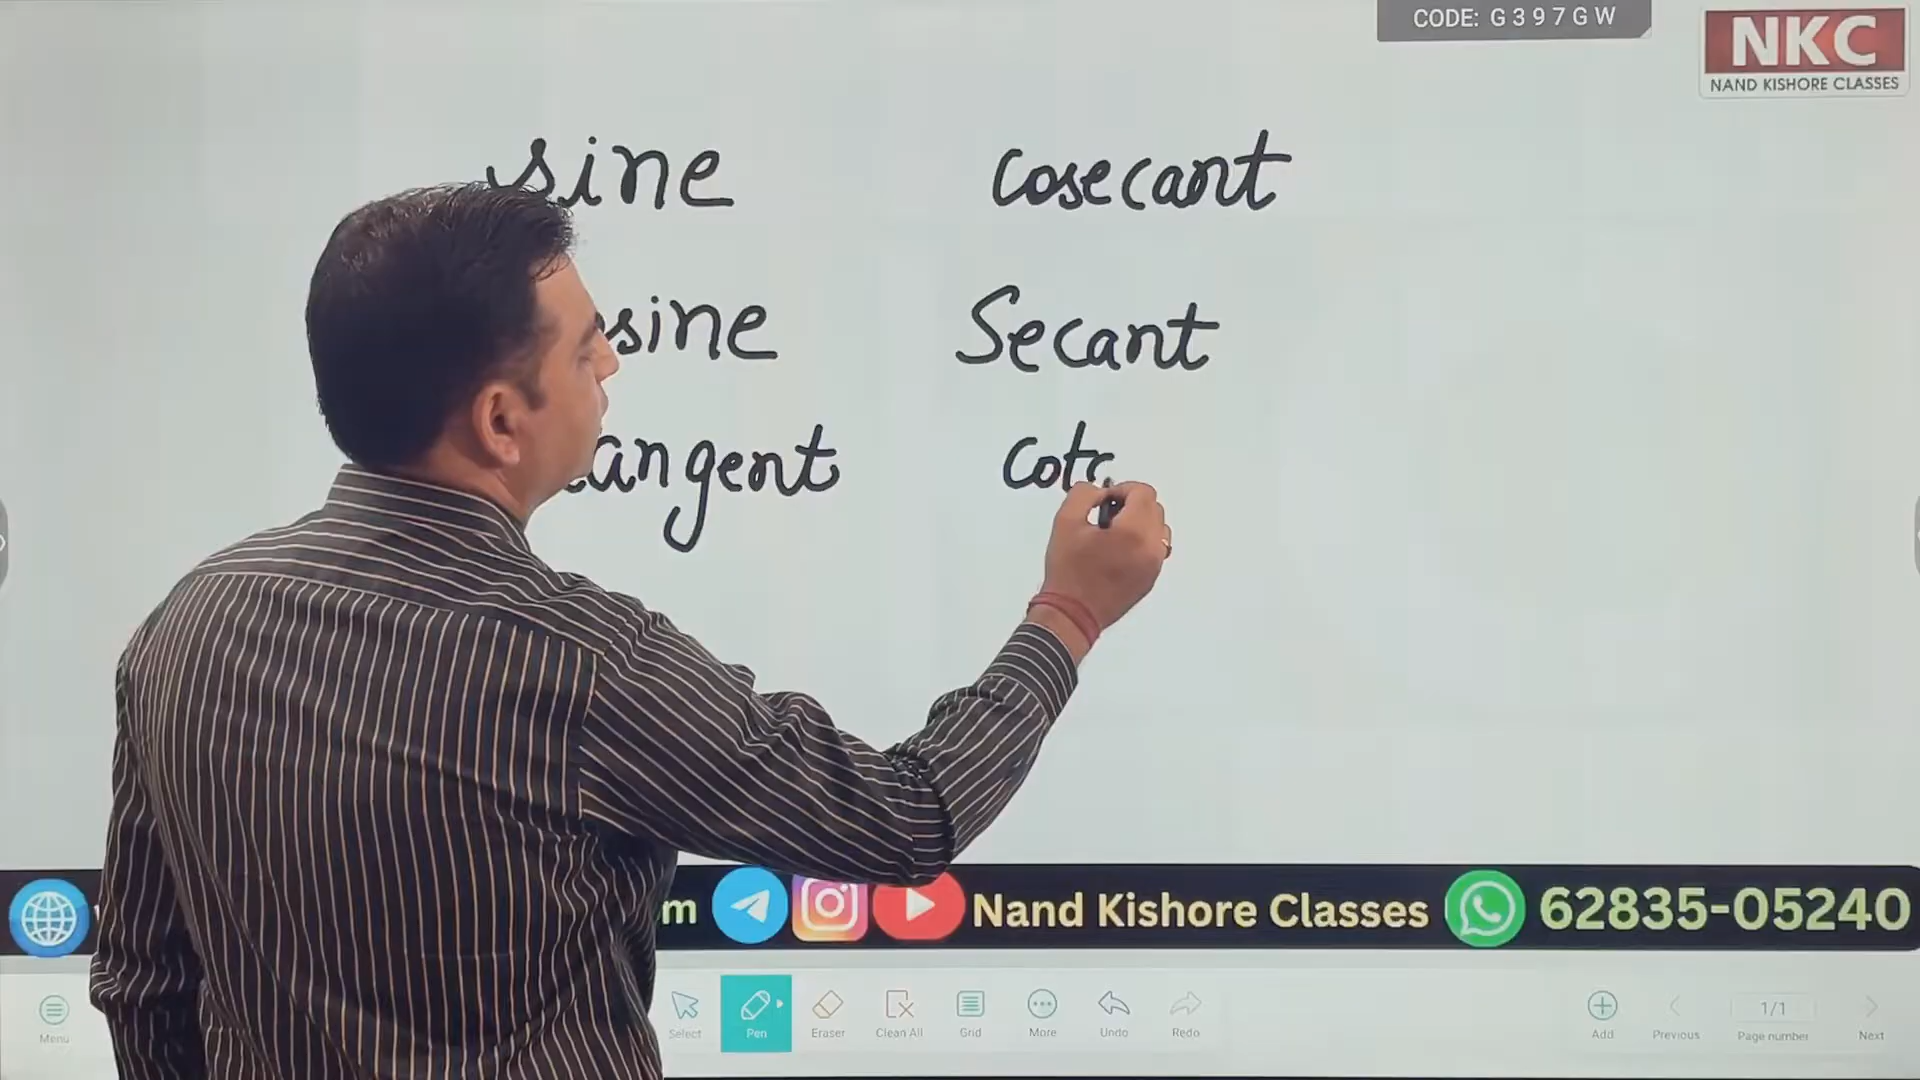 CODE: G397GW
NKC
NAND KISHORE CLASSES
sine cosecant
sine Secant
angent cot
m Nand Kishore Classes 62835-05240
Menu Select Pen Eraser Clean All Grid More Undo Redo Add Previous 1/1 Page number Next